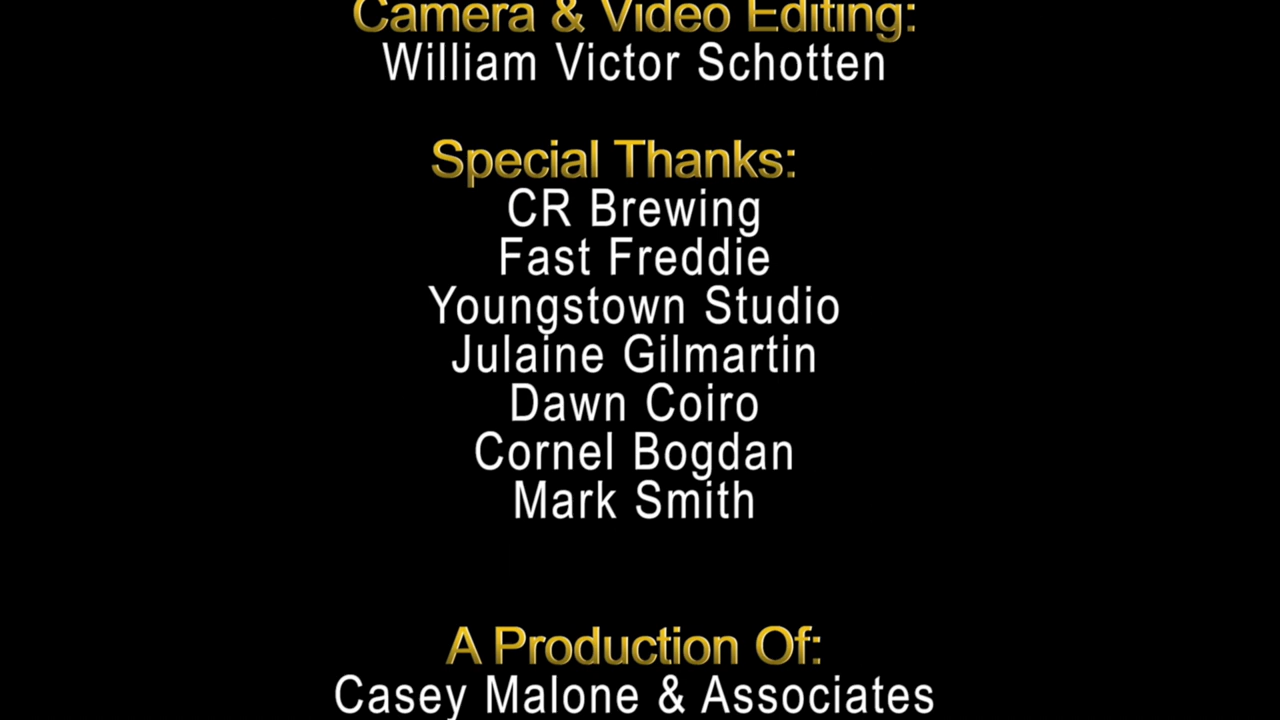 Camera & Video Editing:
William Victor Schotten
Special Thanks:
CR Brewing
Fast Freddie
Youngstown Studio
Julaine Gilmartin
Dawn Coiro
Cornel Bogdan
Mark Smith
A Production Of:
Casey Malone & Associates